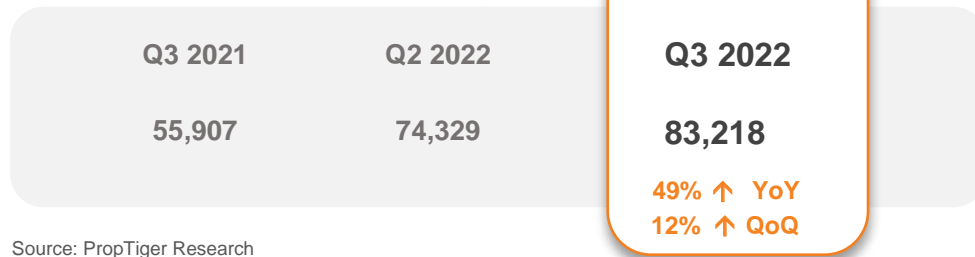 Q3 2021 Q2 2022 Q3 2022
55,907 74,329 83,218
49% ↑ YoY
12% ↑ QoQ
Source: PropTiger Research